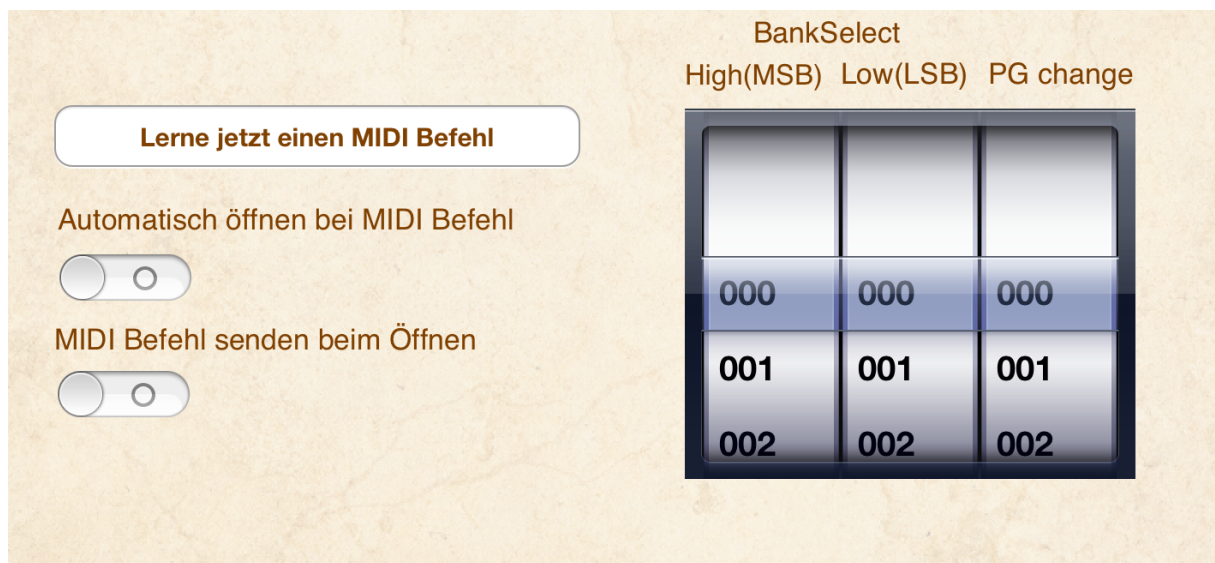 BankSelect
High(MSB) Low(LSB) PG change
Lerne jetzt einen MIDI Befehl
Automatisch öffnen bei MIDI Befehl
MIDI Befehl senden beim Öffnen
000 000 000
001 001 001
002 002 002